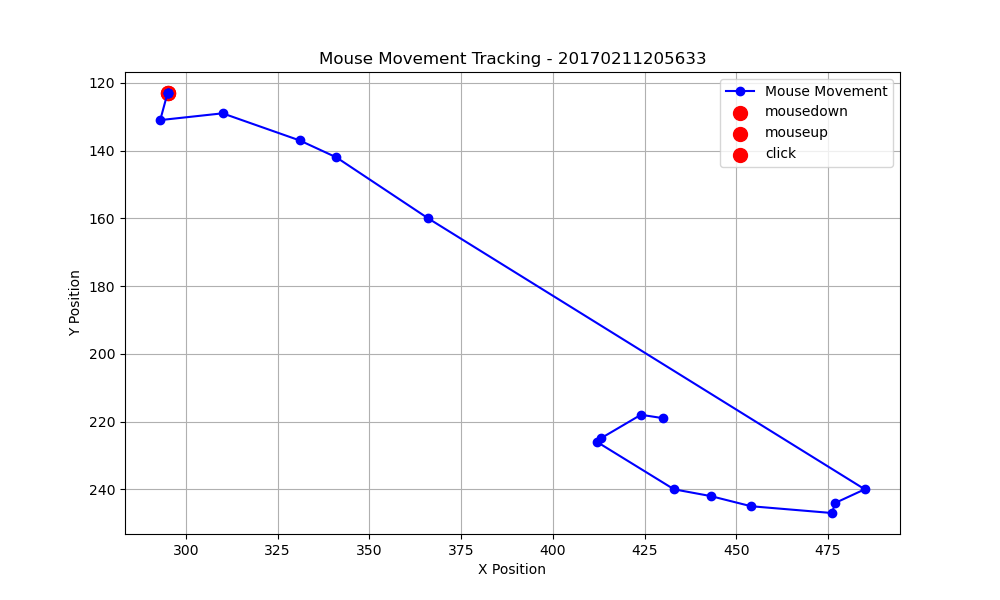 Mouse Movement Tracking - 20170211205633
Mouse Movement
mousedown
mouseup
click
120
140
160
180
200
220
240
Y Position
300
325
350
375
400
425
450
475
X Position